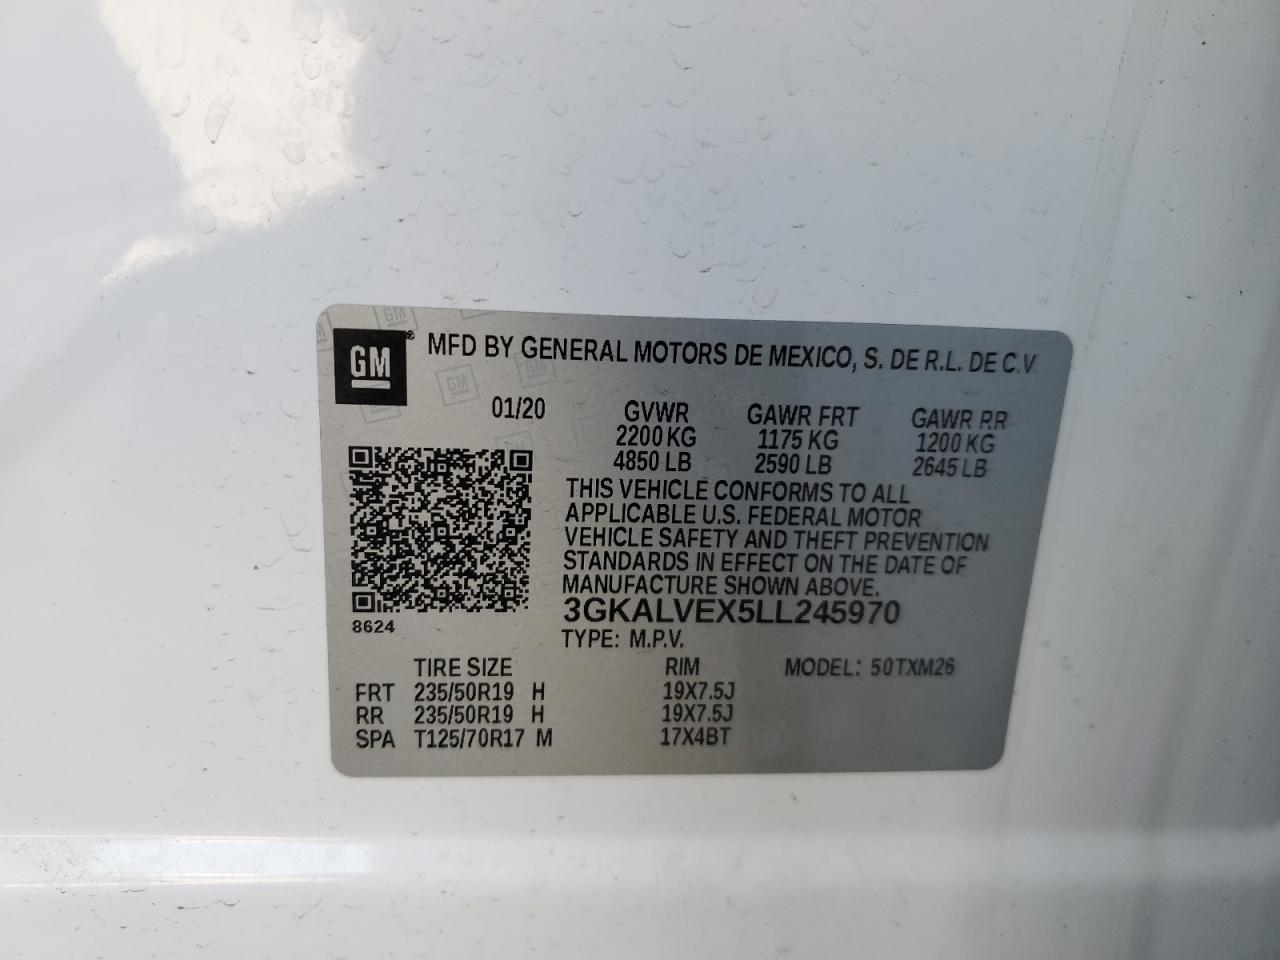 GM ® MFD BY GENERAL MOTORS DE MEXICO, S. DE R.L. DE C.V.
01/20 GVWR GAWR FRT GAWR RR
2200 KG 1175 KG 1200 KG
4850 LB 2590 LB 2645 LB
THIS VEHICLE CONFORMS TO ALL
APPLICABLE U.S. FEDERAL MOTOR
VEHICLE SAFETY AND THEFT PREVENTION
STANDARDS IN EFFECT ON THE DATE OF
MANUFACTURE SHOWN ABOVE.
3GKALVEX5LL245970
8624
TYPE: M.P.V.
TIRE SIZE RIM MODEL: 50TXM26
FRT 235/50R19 H 19X7.5J
RR 235/50R19 H 19X7.5J
SPA T125/70R17 M 17X4BT